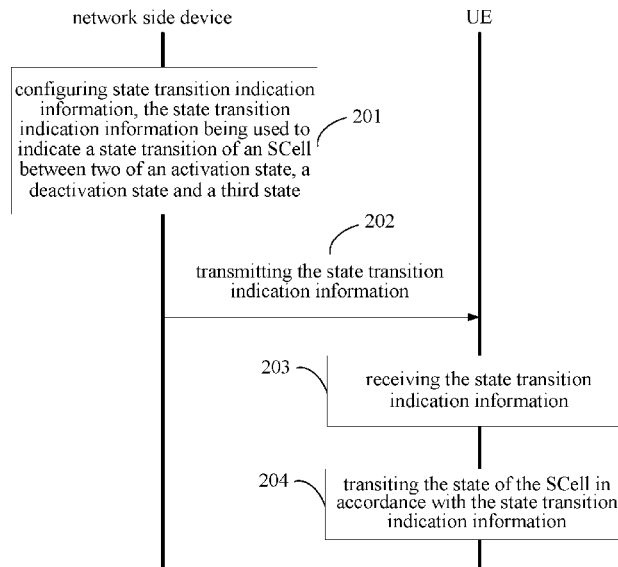 network side device
UE
configuring state transition indication
information, the state transition
indication information being used to
indicate a state transition of an SCell
between two of an activation state, a
deactivation state and a third state
201
202
transmitting the state transition
indication information
203
receiving the state transition
indication information
204
transiting the state of the SCell in
accordance with the state transition
indication information